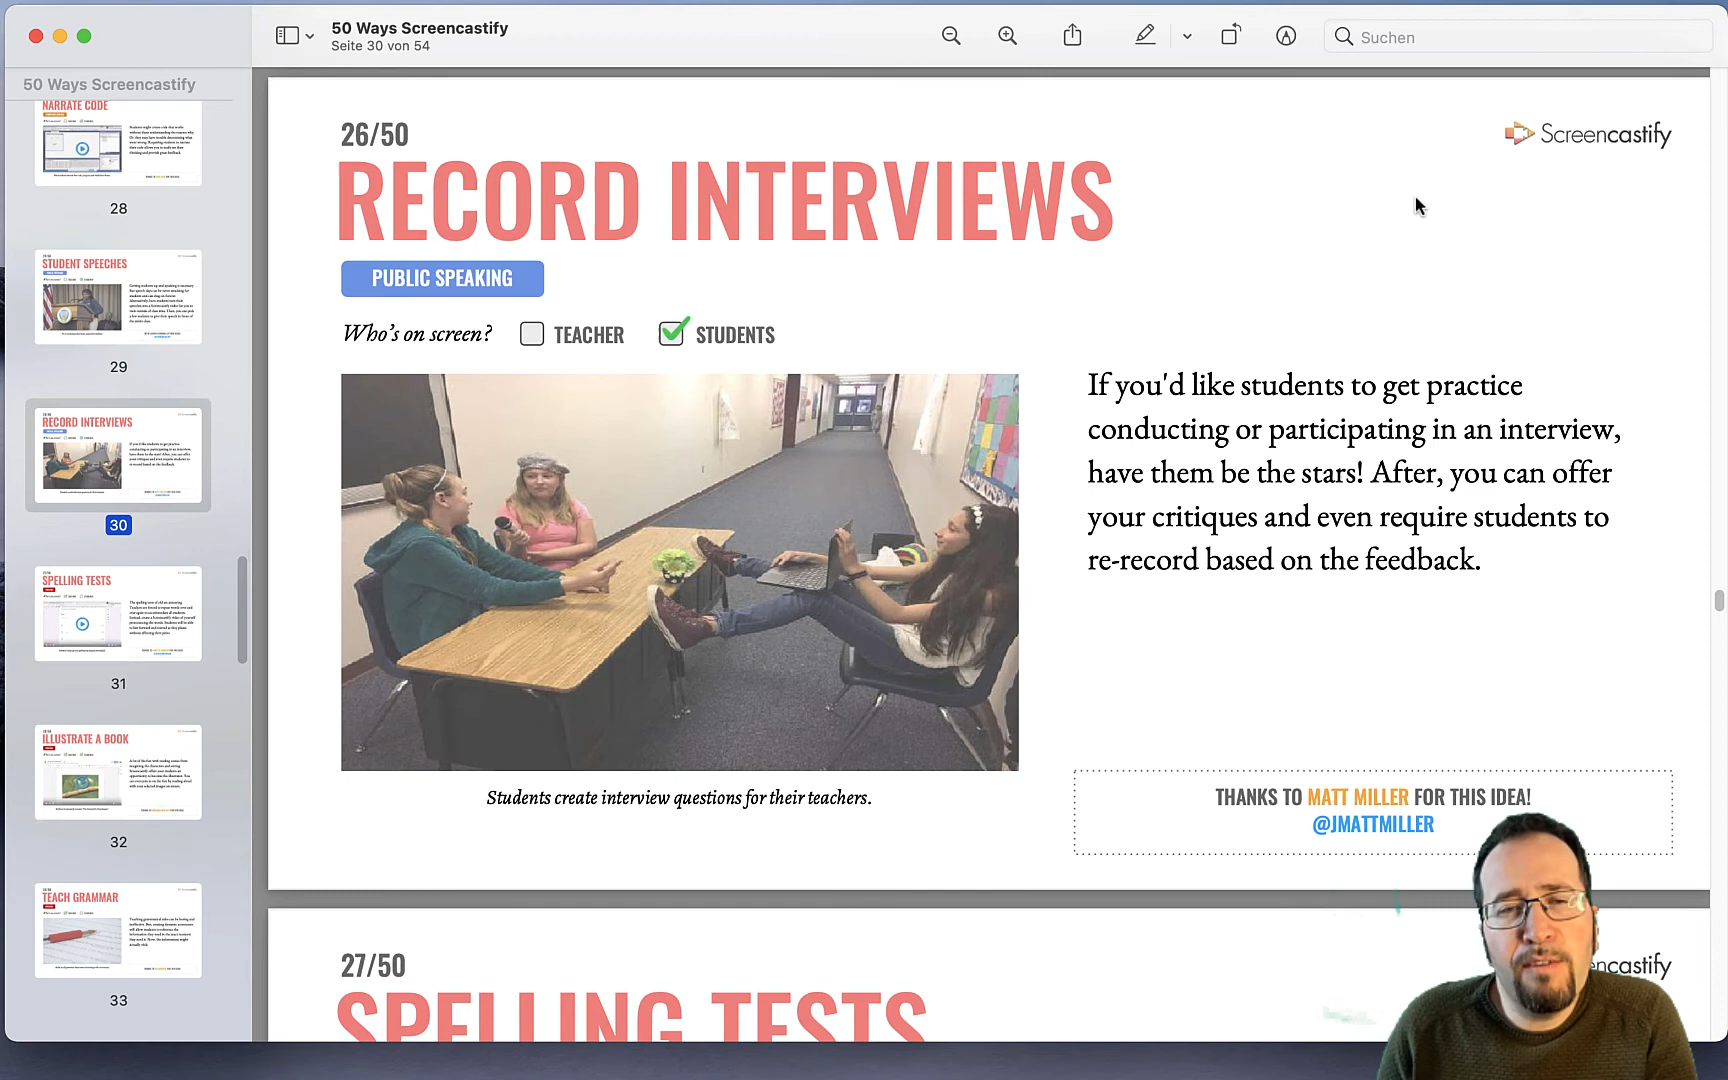 50 Ways Screencastify
Seite 30 von 54
Suchen
50 Ways Screencastify
NARRATE CODE
28
STUDENT SPEECHES
29
RECORD INTERVIEWS
30
SPELLING TESTS
31
ILLUSTRATE A BOOK
32
TEACH GRAMMAR
33
26/50
Screencastify
RECORD INTERVIEWS
PUBLIC SPEAKING
Who's on screen? TEACHER STUDENTS
If you'd like students to get practice
conducting or participating in an interview,
have them be the stars! After, you can offer
your critiques and even require students to
re-record based on the feedback.
Students create interview questions for their teachers.
THANKS TO MATT MILLER FOR THIS IDEA!
@JMATTMILLER
27/50
ncastify
SPELLING TESTS